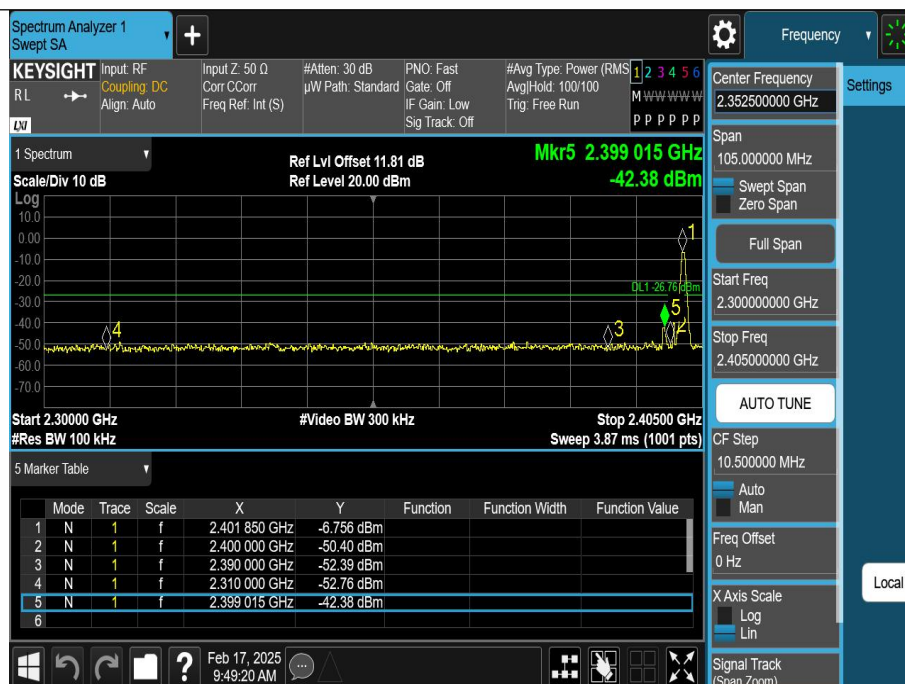 Spectrum Analyzer 1
Swept SA
+
Frequency
KEYSIGHT
RL
LXI
Input: RF
Coupling: DC
Align: Auto
Input Z: 50 Ω
Corr CCorr
Freq Ref: Int (S)
#Atten: 30 dB
µW Path: Standard
PNO: Fast
Gate: Off
IF Gain: Low
Sig Track: Off
#Avg Type: Power (RMS
Avg|Hold: 100/100
Trig: Free Run
1 2 3 4 5 6
M W W W W W
P P P P P P
1 Spectrum
Scale/Div 10 dB
Ref Lvl Offset 11.81 dB
Ref Level 20.00 dBm
Mkr5 2.399 015 GHz
-42.38 dBm
Log
10.0
0.00
-10.0
-20.0
-30.0
-40.0
-50.0
-60.0
-70.0
DL1 -26.76 dBm
1
5
2
3
4
Start 2.30000 GHz
#Res BW 100 kHz
#Video BW 300 kHz
Stop 2.40500 GHz
Sweep 3.87 ms (1001 pts)
5 Marker Table
Mode Trace Scale X Y Function Function Width Function Value
1 N 1 f 2.401 850 GHz -6.756 dBm
2 N 1 f 2.400 000 GHz -50.40 dBm
3 N 1 f 2.390 000 GHz -52.39 dBm
4 N 1 f 2.310 000 GHz -52.76 dBm
5 N 1 f 2.399 015 GHz -42.38 dBm
6
?
Feb 17, 2025
9:49:20 AM
Center Frequency
2.352500000 GHz
Span
105.000000 MHz
Swept Span
Zero Span
Full Span
Start Freq
2.300000000 GHz
Stop Freq
2.405000000 GHz
AUTO TUNE
CF Step
10.500000 MHz
Auto
Man
Freq Offset
0 Hz
X Axis Scale
Log
Lin
Signal Track
(Span Zoom)
Settings
Local